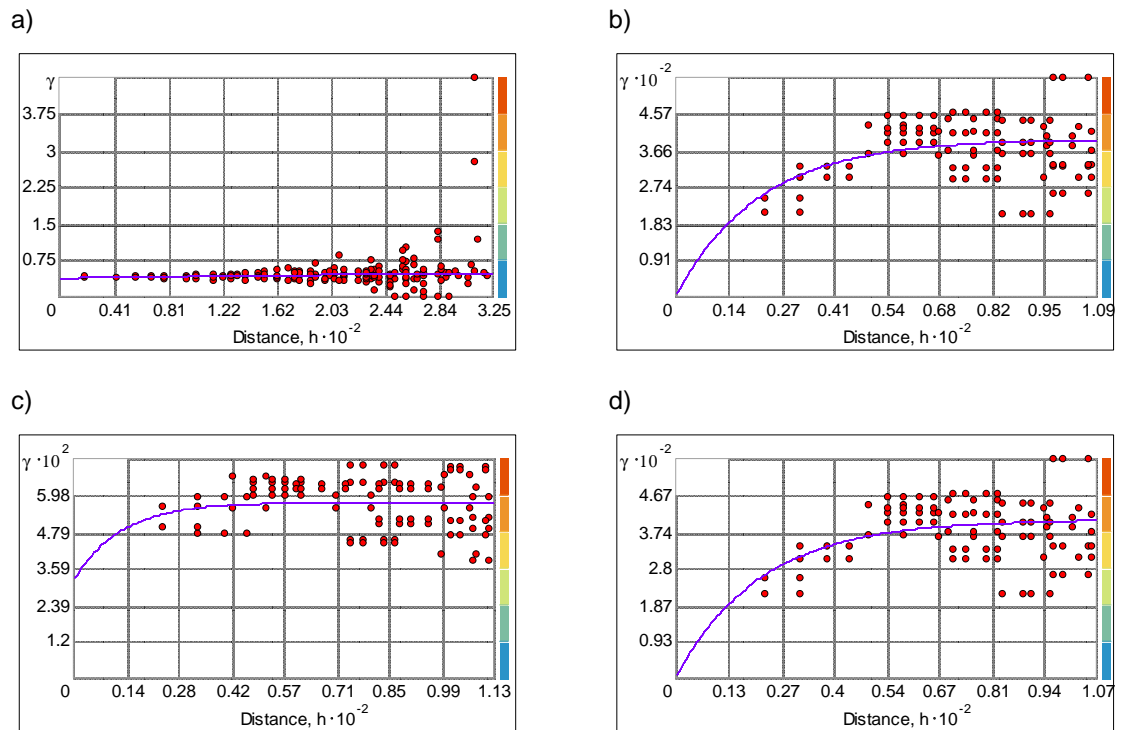 a)
γ
3.75
3
2.25
1.5
0.75
0 0.41 0.81 1.22 1.62 2.03 2.44 2.84 3.25
Distance, h · 10⁻²
b)
γ · 10⁻²
4.57
3.66
2.74
1.83
0.91
0 0.14 0.27 0.41 0.54 0.68 0.82 0.95 1.09
Distance, h · 10⁻²
c)
γ · 10²
5.98
4.79
3.59
2.39
1.2
0 0.14 0.28 0.42 0.57 0.71 0.85 0.99 1.13
Distance, h · 10⁻²
d)
γ · 10⁻²
4.67
3.74
2.8
1.87
0.93
0 0.13 0.27 0.4 0.54 0.67 0.81 0.94 1.07
Distance, h · 10⁻²